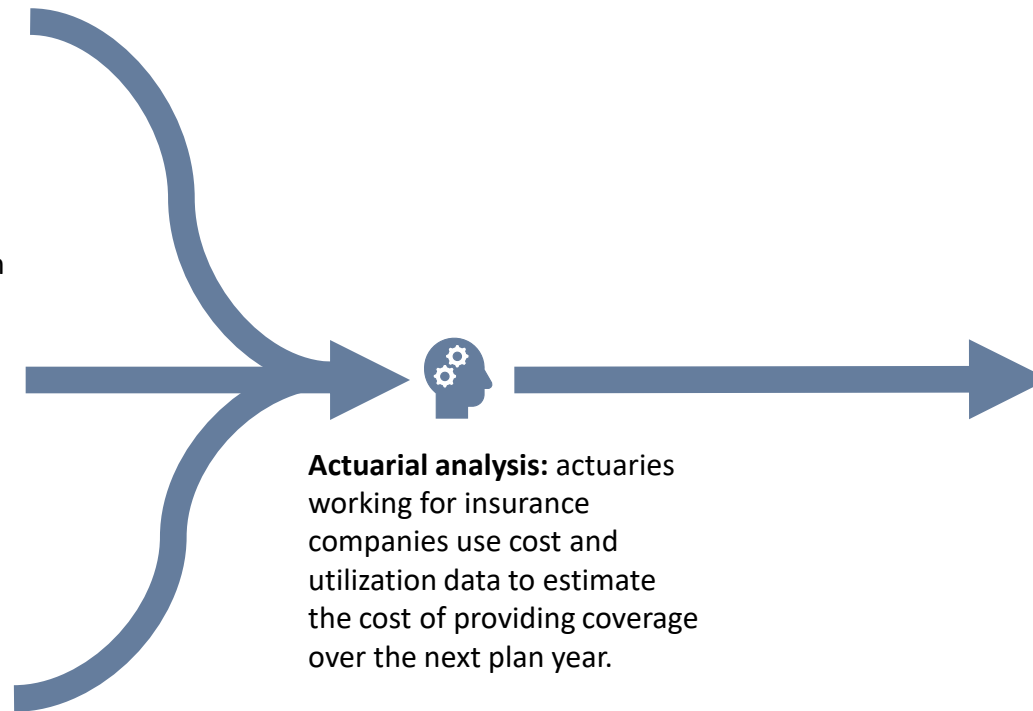 Actuarial analysis: actuaries
working for insurance
companies use cost and
utilization data to estimate
the cost of providing coverage
over the next plan year.